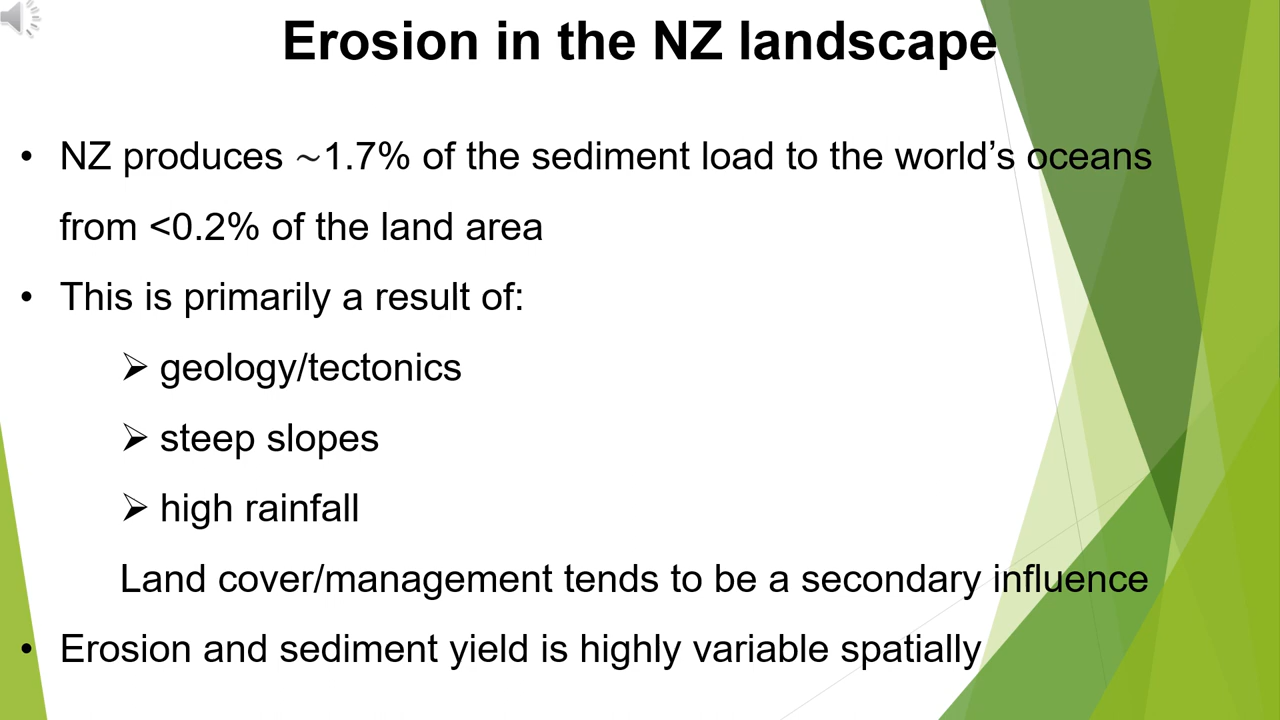 Erosion in the NZ landscape
• NZ produces ~1.7% of the sediment load to the world’s oceans
from <0.2% of the land area
• This is primarily a result of:
➢ geology/tectonics
➢ steep slopes
➢ high rainfall
Land cover/management tends to be a secondary influence
• Erosion and sediment yield is highly variable spatially